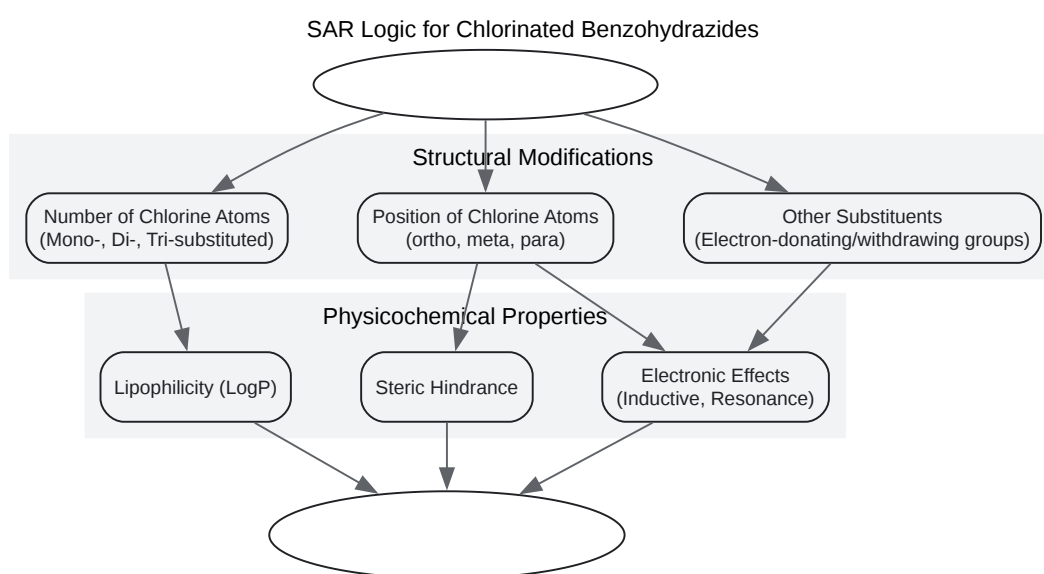 SAR Logic for Chlorinated Benzohydrazides
Structural Modifications
Number of Chlorine Atoms
(Mono-, Di-, Tri-substituted)
Position of Chlorine Atoms
(ortho, meta, para)
Other Substituents
(Electron-donating/withdrawing groups)
Physicochemical Properties
Lipophilicity (LogP)
Steric Hindrance
Electronic Effects
(Inductive, Resonance)